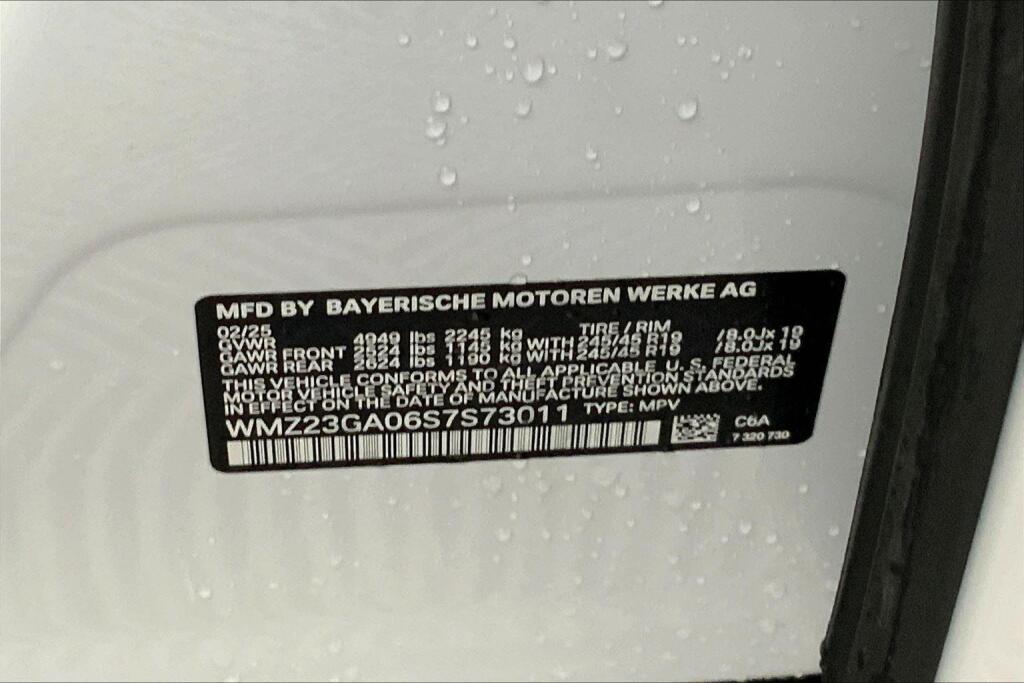 MFD BY BAYERISCHE MOTOREN WERKE AG
02/25 TIRE / RIM
GVWR 4949 lbs 2245 kg
GAWR FRONT 2524 lbs 1145 kg WITH 245/45 R19 /8.0Jx 19
GAWR REAR 2624 lbs 1190 kg WITH 245/45 R19 /8.0Jx 19
THIS VEHICLE CONFORMS TO ALL APPLICABLE U. S. FEDERAL
MOTOR VEHICLE SAFETY AND THEFT PREVENTION STANDARDS
IN EFFECT ON THE DATE OF MANUFACTURE SHOWN ABOVE.
WMZ23GA06S7S73011 TYPE: MPV
C6A
7 320 730